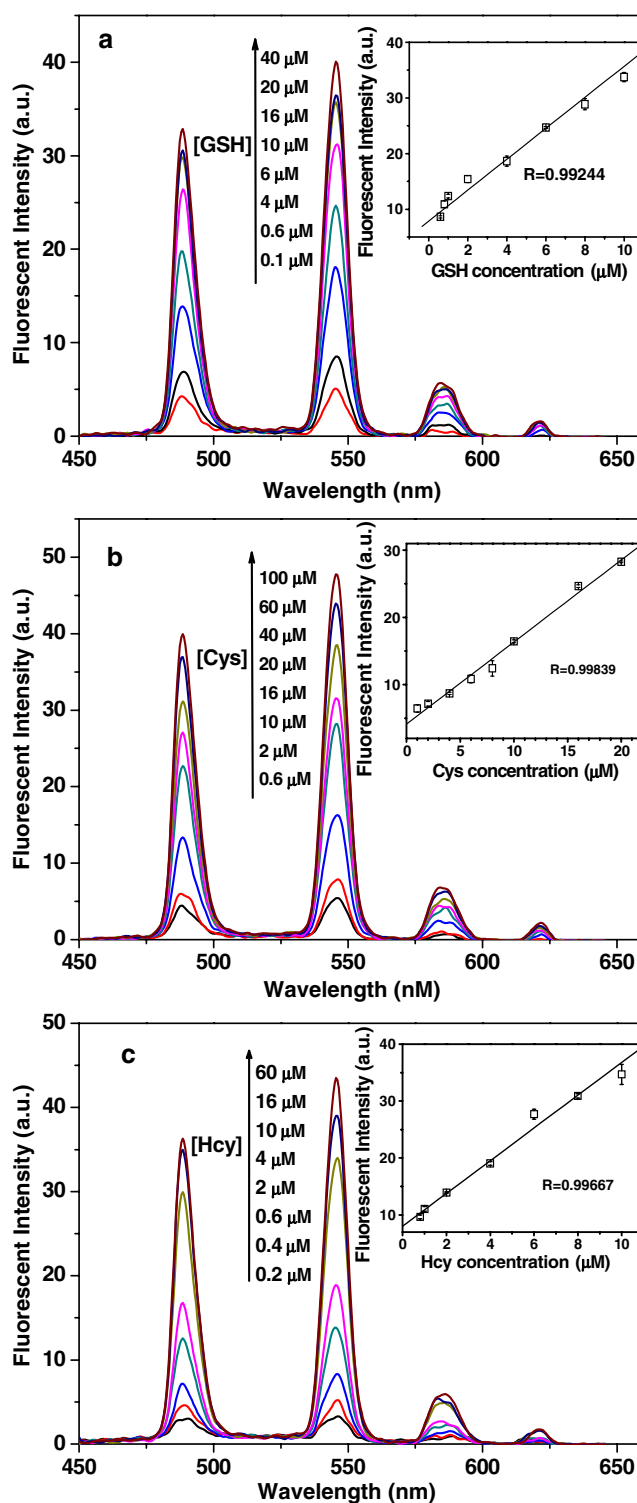 a
[GSH]
40 μM
20 μM
16 μM
10 μM
6 μM
4 μM
0.6 μM
0.1 μM
Fluorescent Intensity (a.u.)
40
30
20
10
0
450
500
550
600
650
Wavelength (nm)
Fluorescent Intensity (a.u.)
40
30
20
10
R=0.99244
0
2
4
6
8
10
GSH concentration (μM)
b
[Cys]
100 μM
60 μM
40 μM
20 μM
16 μM
10 μM
2 μM
0.6 μM
Fluorescent Intensity (a.u.)
50
40
30
20
10
0
450
500
550
600
650
Wavelength (nM)
Fluorescent Intensity (a.u.)
30
20
10
R=0.99839
0
5
10
15
20
Cys concentration (μM)
c
[Hcy]
60 μM
16 μM
10 μM
4 μM
2 μM
0.6 μM
0.4 μM
0.2 μM
Fluorescent Intensity (a.u.)
50
40
30
20
10
0
450
500
550
600
650
Wavelength (nm)
Fluorescent Intensity (a.u.)
40
30
20
10
R=0.99667
0
2
4
6
8
10
Hcy concentration (μM)